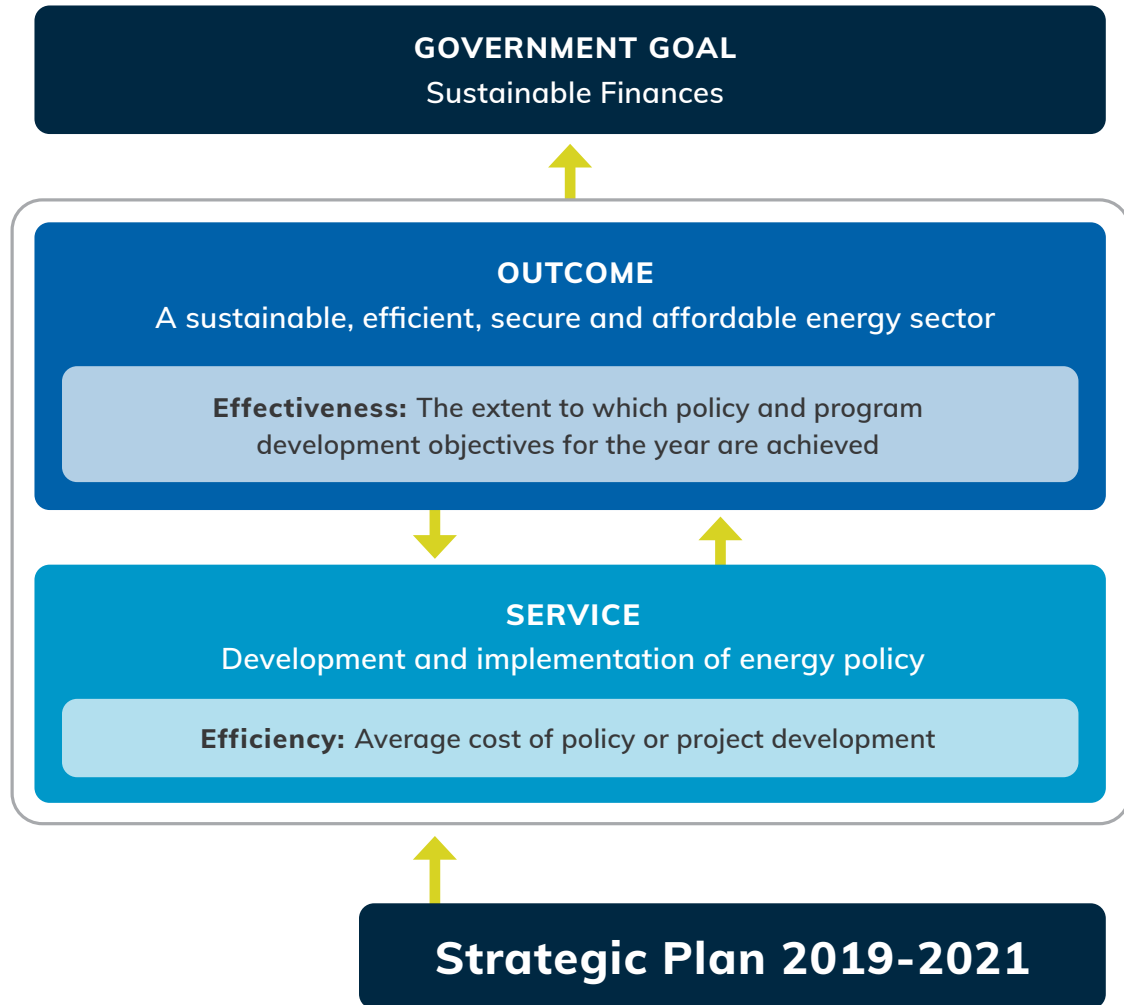 GOVERNMENT GOAL
Sustainable Finances
OUTCOME
A sustainable, efficient, secure and affordable energy sector
Effectiveness: The extent to which policy and program
development objectives for the year are achieved
SERVICE
Development and implementation of energy policy
Efficiency: Average cost of policy or project development
Strategic Plan 2019-2021